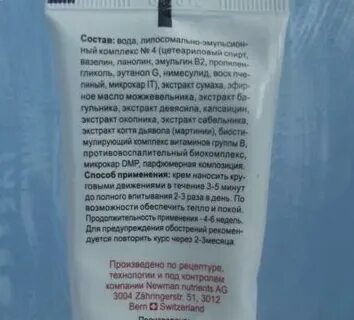 Состав: вода, липосомально-эмульсион-
ный комплекс № 4 (цетеариловый спирт,
вазелин, ланолин, эмульгин В2, пропилен-
гликоль, эутанол G, нимесулид, воск пче-
линый, микрокар IT), экстракт сумаха, эфир-
ное масло можжевельника, экстракт ба-
гульника, экстракт девясила, капсаицин,
экстракт окопника, экстракт сабельника,
экстракт когтя дьявола (мартинии), биости-
мулирующий комплекс витаминов группы В,
противовоспалительный биокомплекс,
микрокар DMP, парфюмерная композиция.
Способ применения: крем наносить кру-
говыми движениями в течение 3-5 минут
до полного впитывания 2-3 раза в день. По
возможности обеспечить тепло и покой.
Продолжительность применения - 4-6 недель.
Для предупреждения обострений рекомен-
дуется повторить курс через 2-3месяца.
Произведено по рецептуре,
технологии и под контролем
компании Newman nutrients AG
3004 Zähringerstr. 51, 3012
Bern Switzerland